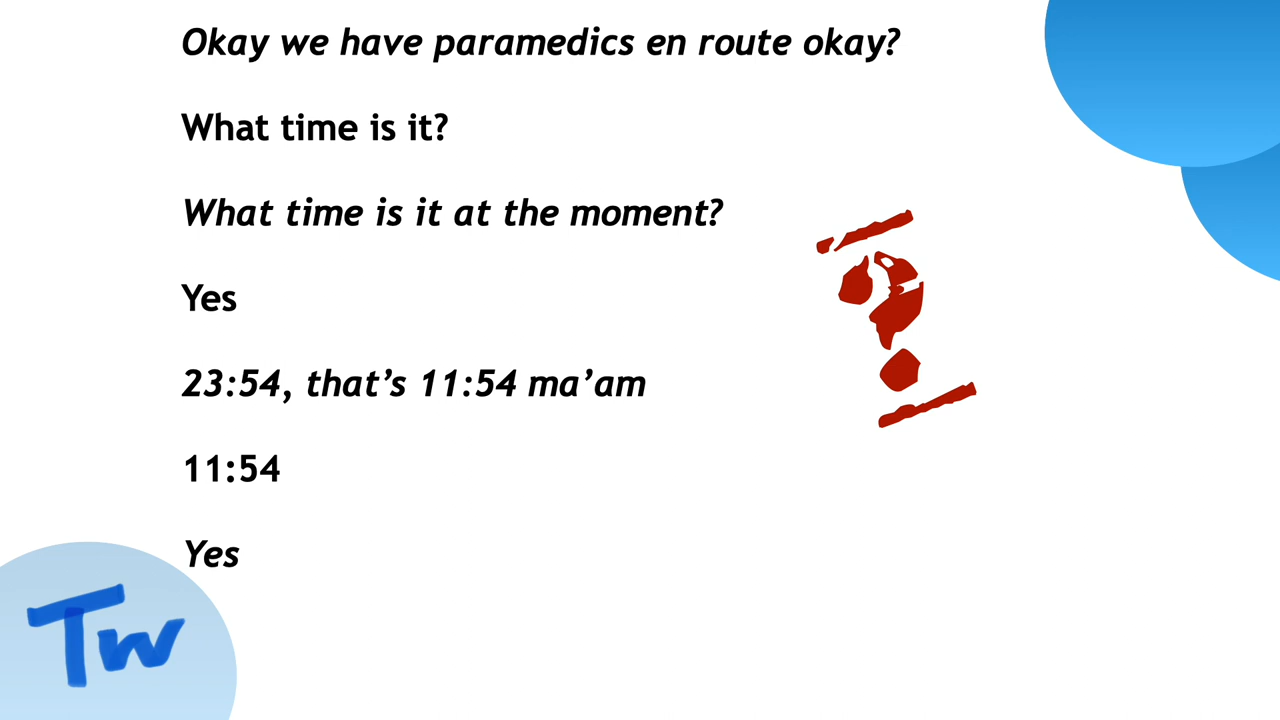 Okay we have paramedics en route okay?
What time is it?
What time is it at the moment?
Yes
23:54, that’s 11:54 ma’am
11:54
Yes
Tw